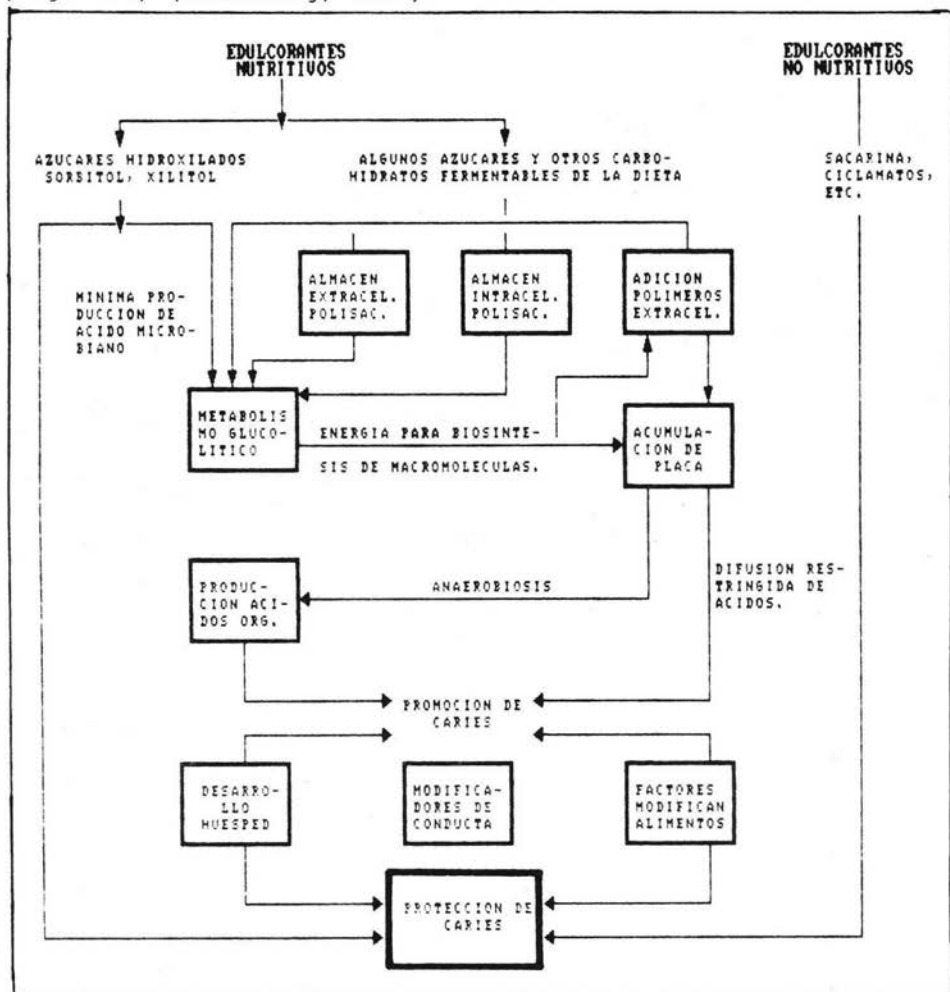 EDULCORANTES
NUTRITIVOS
EDULCORANTES
NO NUTRITIVOS
AZUCARES HIDROXILADOS
SORBITOL, XILITOL
ALGUNOS AZUCARES Y OTROS CARBO-
HIDRATOS FERMENTABLES DE LA DIETA
SACARINA,
CICLAMATOS,
ETC.
MINIMA PRO-
DUCCION DE
ACIDO MICRO-
BIANO
ALMACEN
EXTRACEL.
POLISAC.
ALMACEN
INTRACEL.
POLISAC.
ADICION
POLIMEROS
EXTRACEL.
METABOLIS
MO GLUCO-
LITICO
ENERGIA PARA BIOSINTE-
SIS DE MACROMOLECULAS.
ACUMULA-
CION DE
PLACA
PRODUC-
CION ACI-
DOS ORG.
ANAEROBIOSIS
DIFUSION RES-
TRINGIDA DE
ACIDOS.
PROMOCION DE
CARIES
DESARRO-
LLO
HUESPED
MODIFICA-
DORES DE
CONDUCTA
FACTORES
MODIFICAN
ALIMENTOS
PROTECCION DE
CARIES